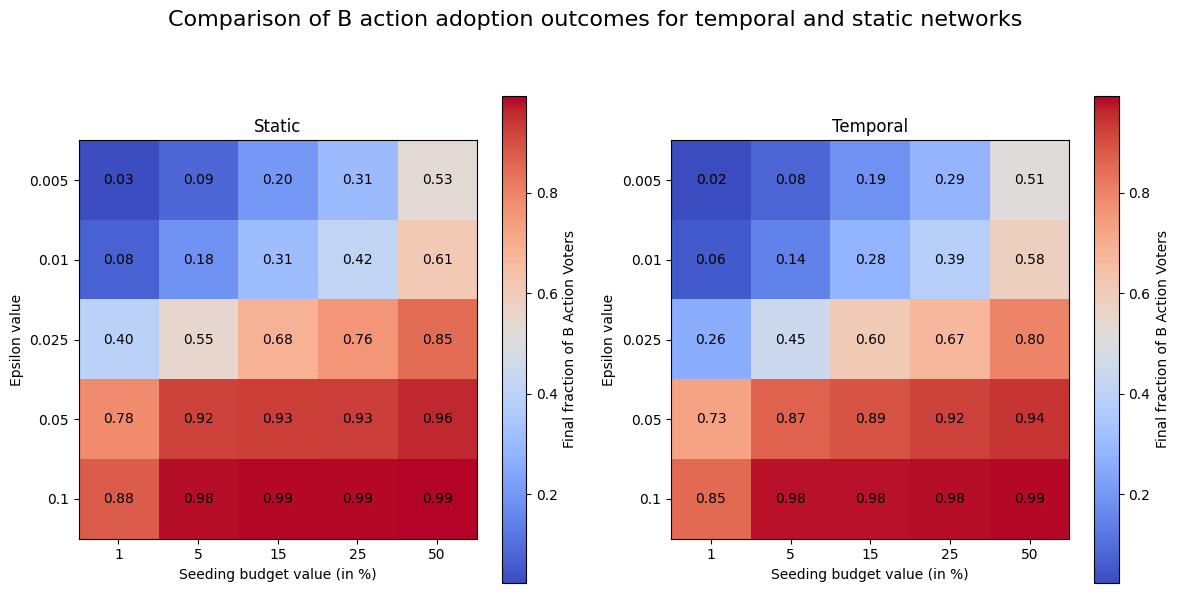 Comparison of B action adoption outcomes for temporal and static networks
Static
Epsilon value
0.005 0.03 0.09 0.20 0.31 0.53
0.01 0.08 0.18 0.31 0.42 0.61
0.025 0.40 0.55 0.68 0.76 0.85
0.05 0.78 0.92 0.93 0.93 0.96
0.1 0.88 0.98 0.99 0.99 0.99
1 5 15 25 50
Seeding budget value (in %)
0.8
0.6
0.4
0.2
Final fraction of B Action Voters
Temporal
Epsilon value
0.005 0.02 0.08 0.19 0.29 0.51
0.01 0.06 0.14 0.28 0.39 0.58
0.025 0.26 0.45 0.60 0.67 0.80
0.05 0.73 0.87 0.89 0.92 0.94
0.1 0.85 0.98 0.98 0.98 0.99
1 5 15 25 50
Seeding budget value (in %)
0.8
0.6
0.4
0.2
Final fraction of B Action Voters